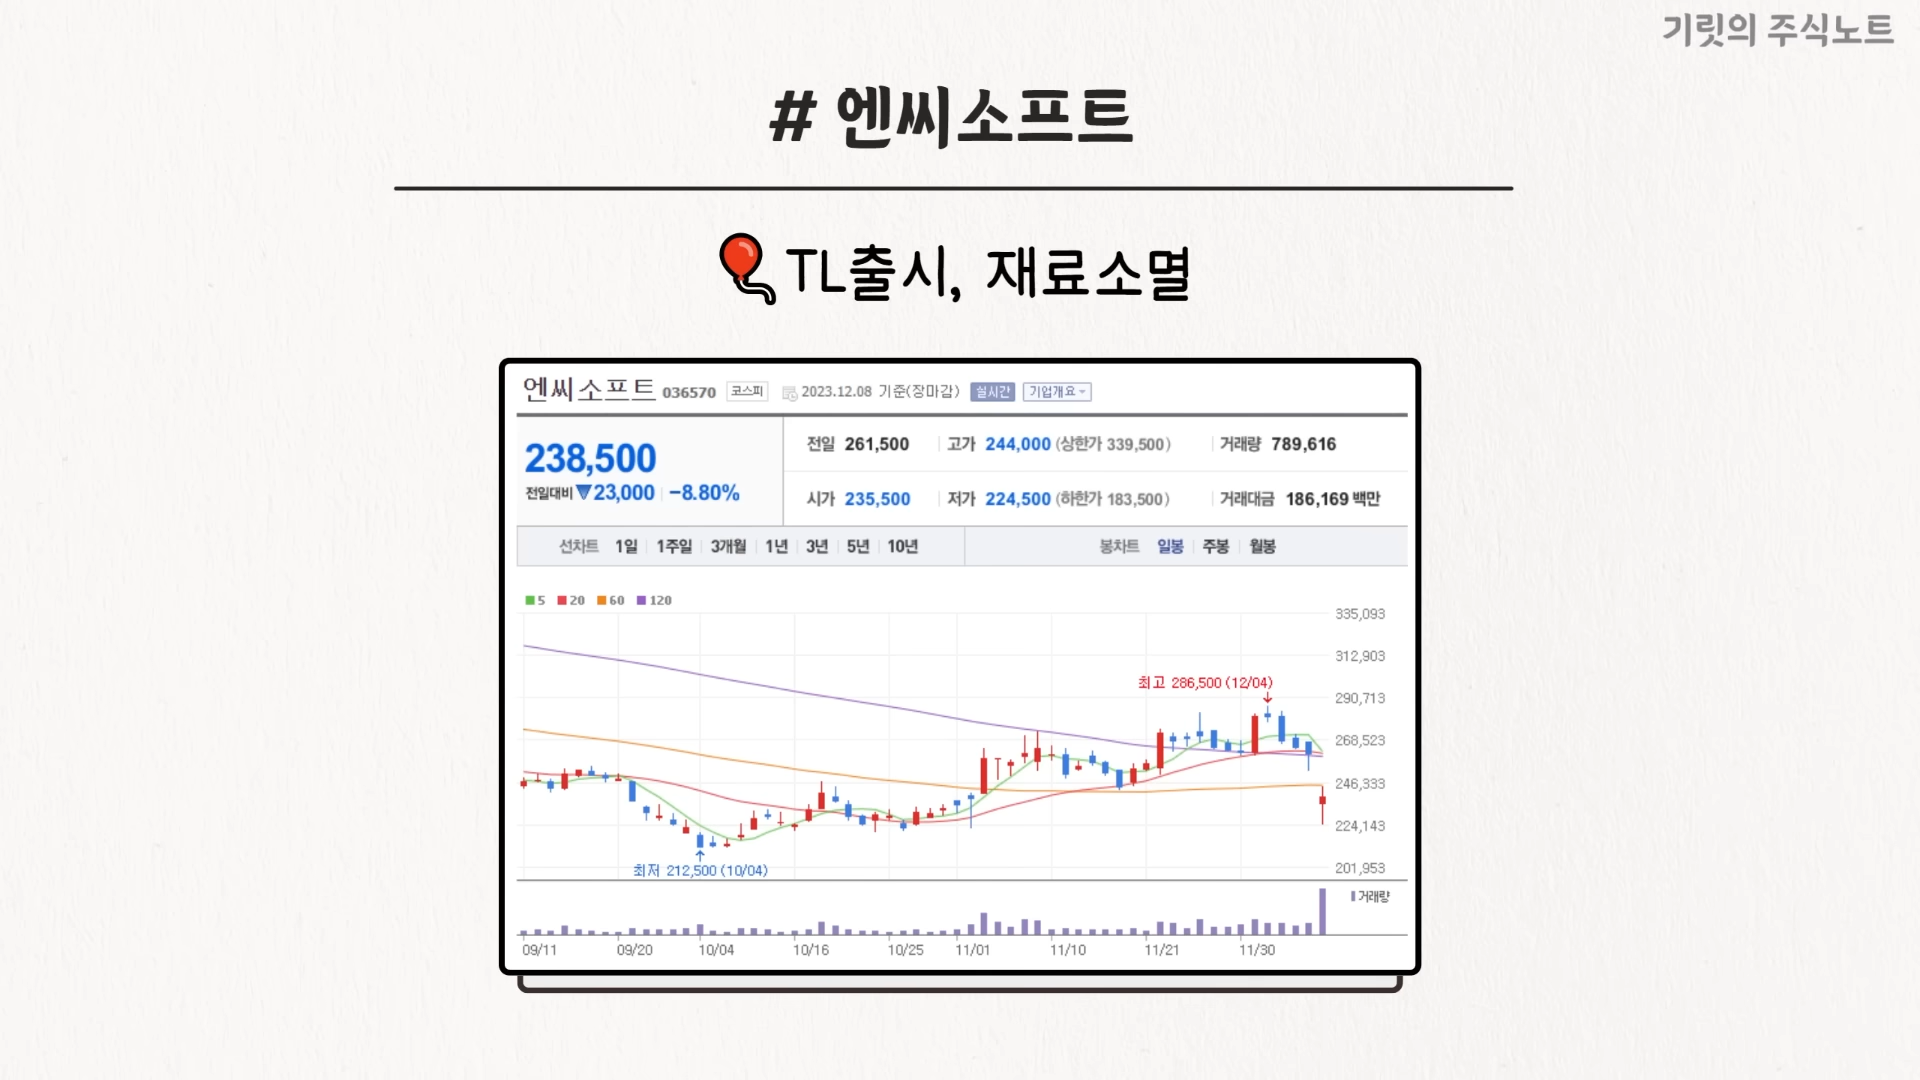 기릿의 주식노트
# 엔씨소프트
TL출시, 재료소멸
엔씨소프트 036570 코스피 2023.12.08 기준(장마감) 실시간 기업개요
238,500
전일대비 ▼23,000 -8.80%
전일 261,500 고가 244,000 (상한가 339,500) 거래량 789,616
시가 235,500 저가 224,500 (하한가 183,500) 거래대금 186,169 백만
선차트 1일 1주일 3개월 1년 3년 5년 10년 봉차트 일봉 주봉 월봉
5 20 60 120
335,093
312,903
최고 286,500 (12/04)
290,713
268,523
246,333
224,143
최저 212,500 (10/04)
201,953
거래량
09/11 09/20 10/04 10/16 10/25 11/01 11/10 11/21 11/30